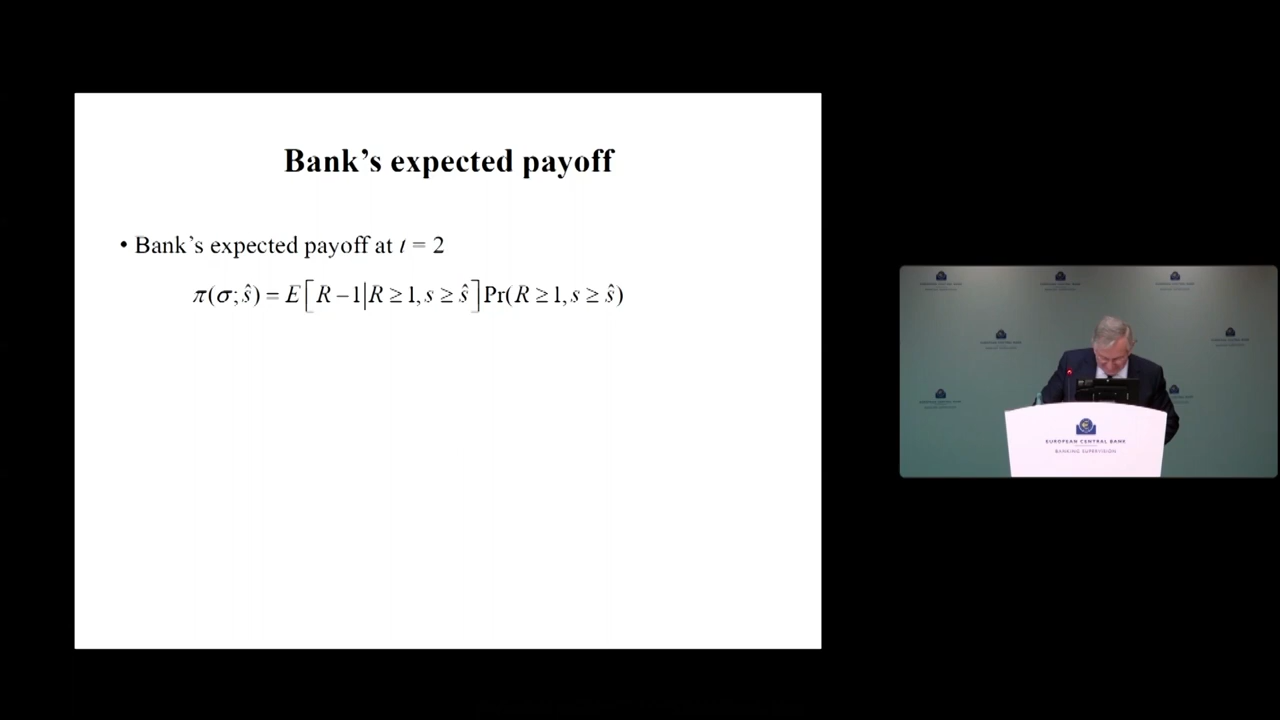 Bank's expected payoff
• Bank's expected payoff at t = 2
π(σ; ŝ) = E[R − 1|R ≥ 1, s ≥ ŝ] Pr(R ≥ 1, s ≥ ŝ)
EUROPEAN CENTRAL BANK
BANKING SUPERVISION